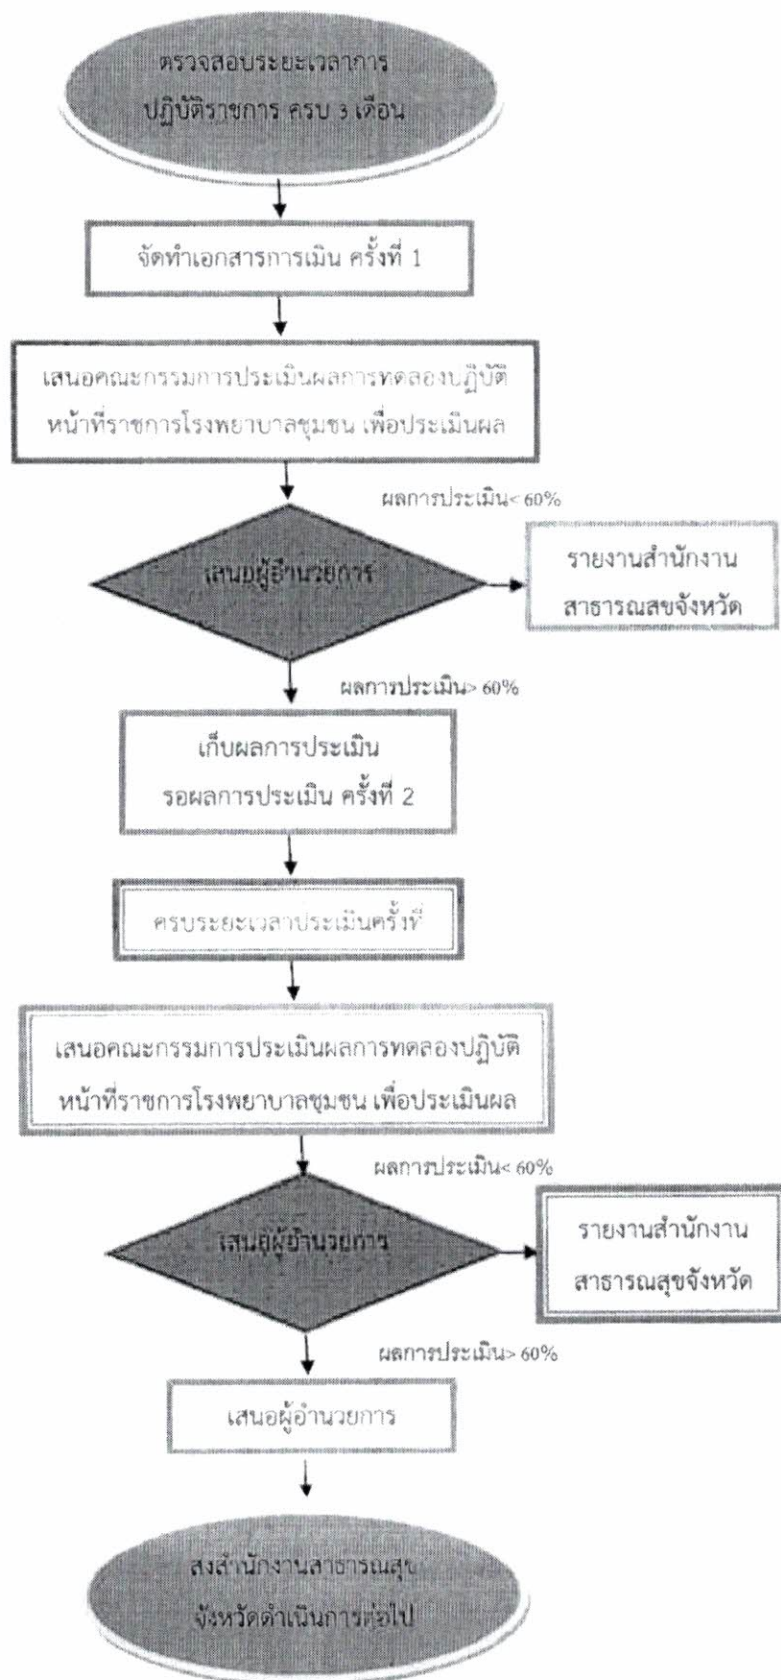 ตรวจสอบระยะเวลาการ
ปฏิบัติราชการ ครบ 3 เดือน
จัดทำเอกสารการเมิน ครั้งที่ 1
เสนอคณะกรรมการประเมินผลการทดลองปฏิบัติ
หน้าที่ราชการโรงพยาบาลชุมชน เพื่อประเมินผล
ผลการประเมิน< 60%
เสนอผู้อำนวยการ
รายงานสำนักงาน
สาธารณสขจังหวัด
ผลการประเมิน> 60%
เก็บผลการประเมิน
รอผลการประเมิน ครั้งที่ 2
ครบระยะเวลาประเมินครั้งที่
เสนอคณะกรรมการประเมินผลการทดลองปฏิบัติ
หน้าที่ราชการโรงพยาบาลชุมชน เพื่อประเมินผล
ผลการประเมิน< 60%
เสนอผู้อำนวยการ
รายงานสำนักงาน
สาธารณสุขจังหวัด
ผลการประเมิน> 60%
เสนอผู้อำนวยการ
ส่งสำนักงานสาธารณสุข
จังหวัดดำเนินการต่อไป